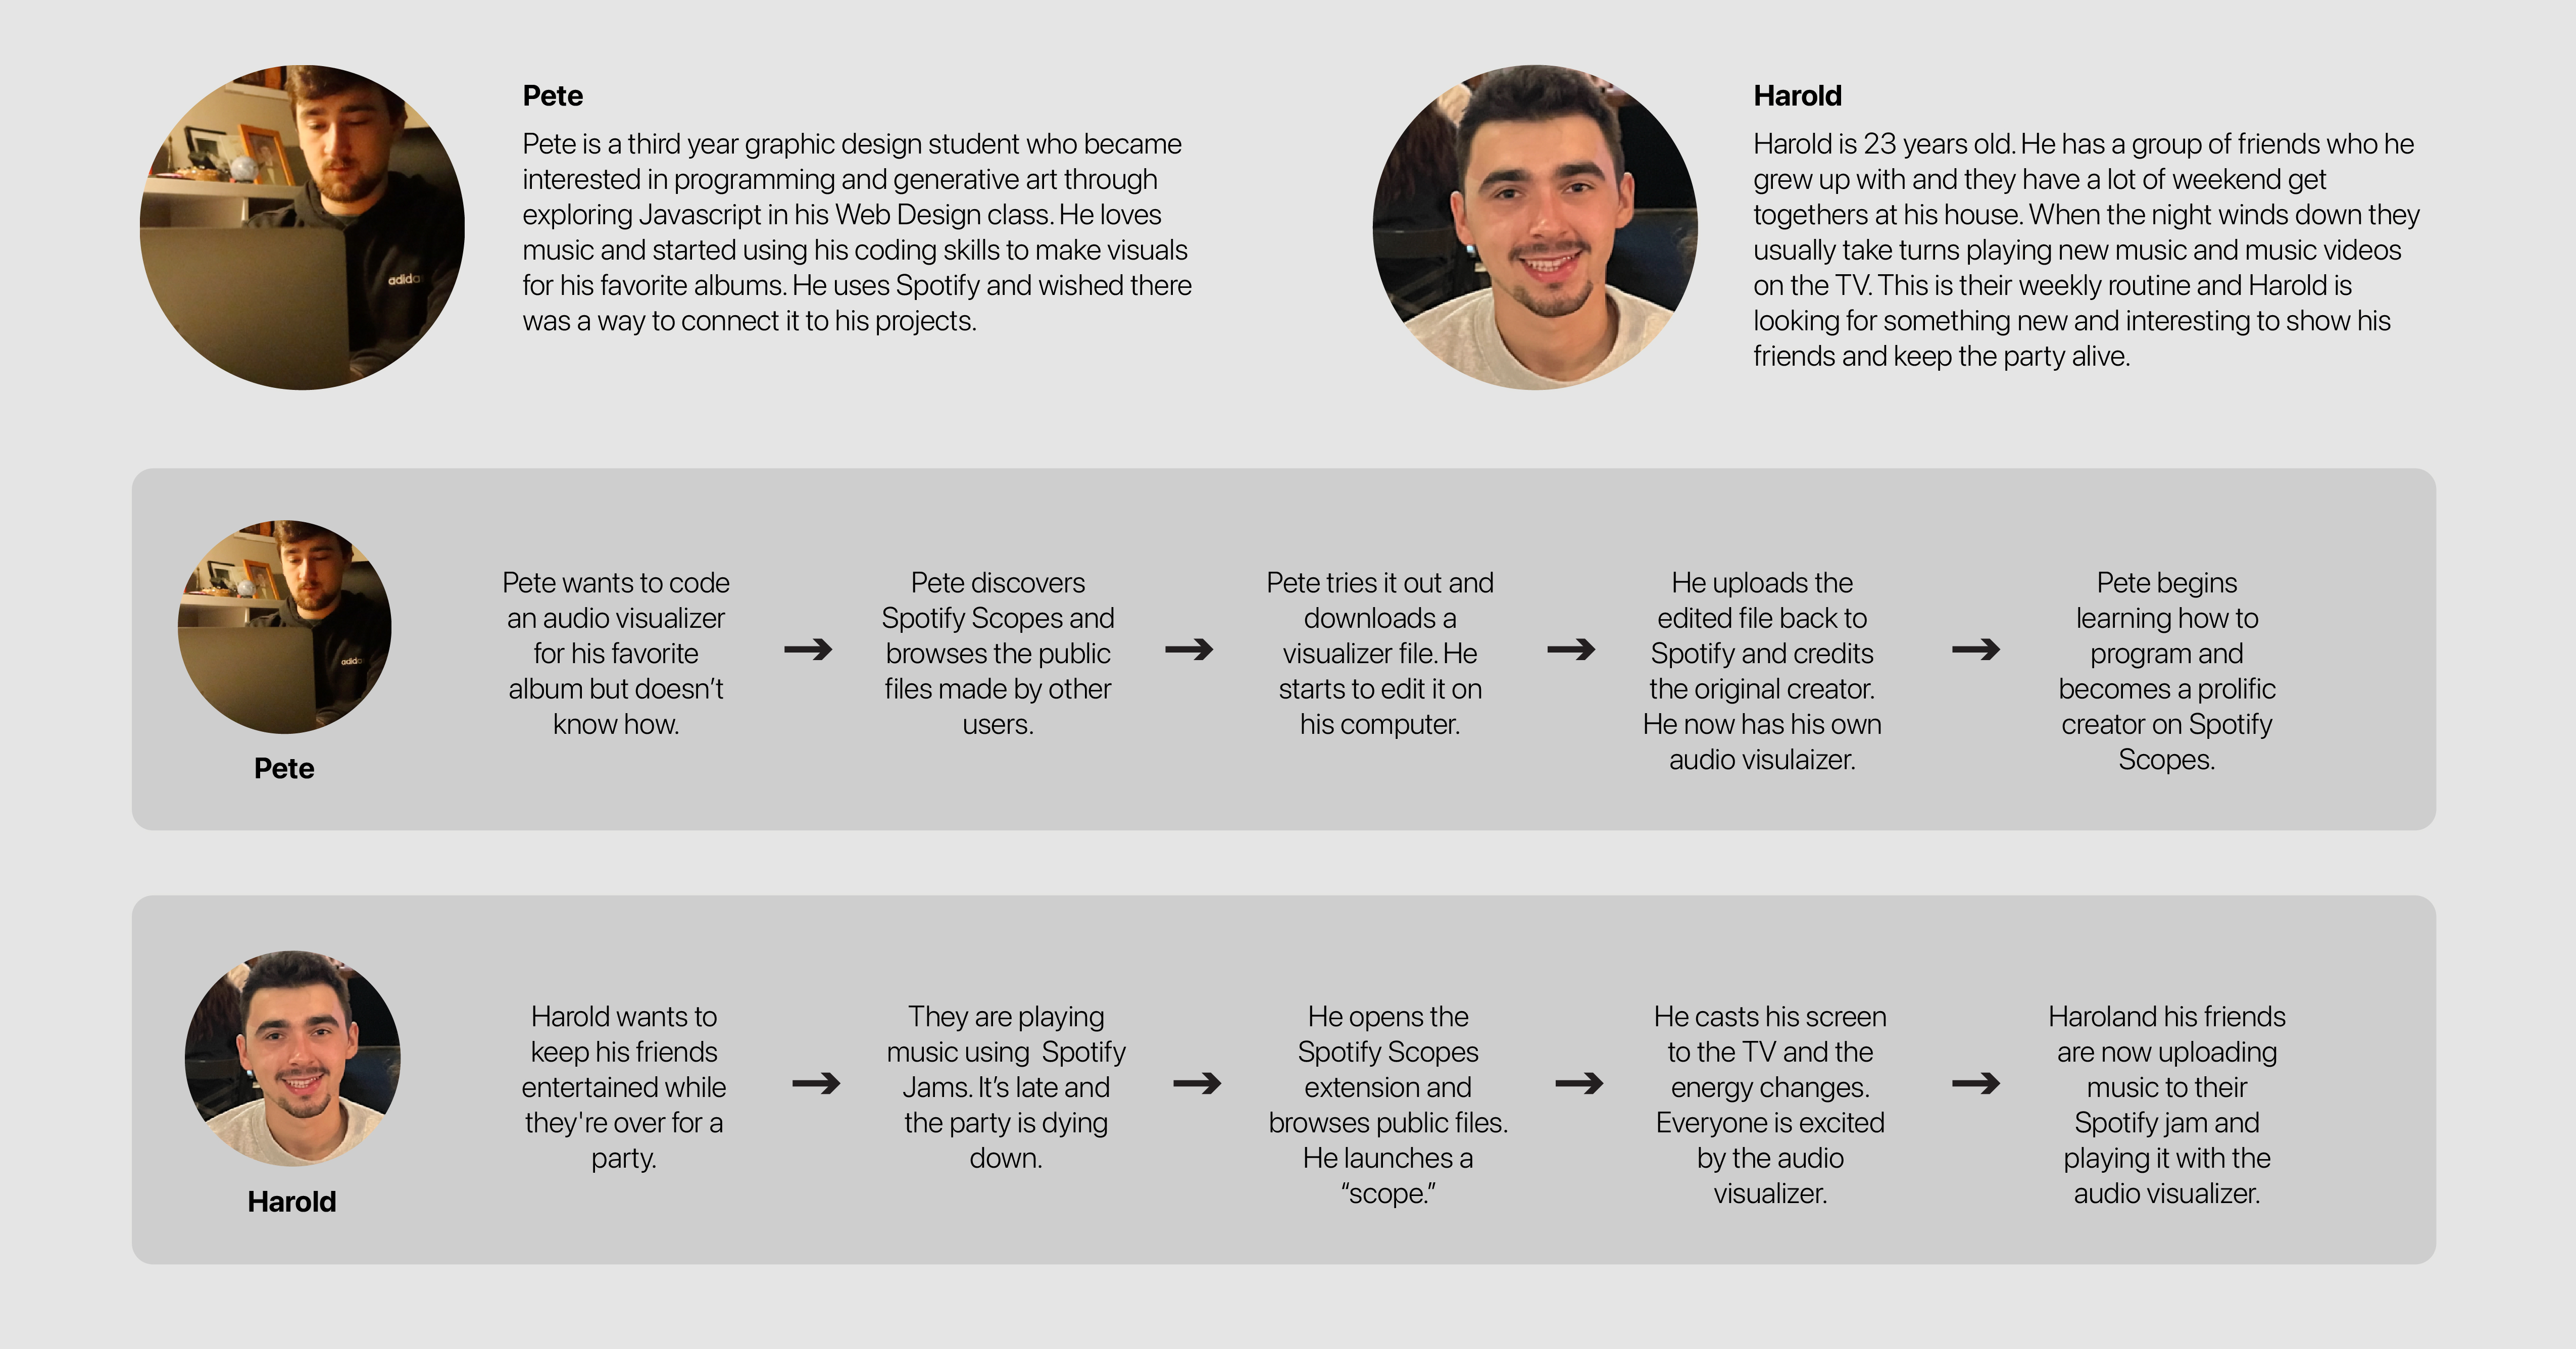 Pete
Pete is a third year graphic design student who became
interested in programming and generative art through
exploring Javascript in his Web Design class. He loves
music and started using his coding skills to make visuals
for his favorite albums. He uses Spotify and wished there
was a way to connect it to his projects.
adidas
Harold
Harold is 23 years old. He has a group of friends who he
grew up with and they have a lot of weekend get
togethers at his house. When the night winds down they
usually take turns playing new music and music videos
on the TV. This is their weekly routine and Harold is
looking for something new and interesting to show his
friends and keep the party alive.
adidas
Pete
Pete wants to code
an audio visualizer
for his favorite
album but doesn’t
know how.
Pete discovers
Spotify Scopes and
browses the public
files made by other
users.
Pete tries it out and
downloads a
visualizer file. He
starts to edit it on
his computer.
He uploads the
edited file back to
Spotify and credits
the original creator.
He now has his own
audio visulaizer.
Pete begins
learning how to
program and
becomes a prolific
creator on Spotify
Scopes.
Harold
Harold wants to
keep his friends
entertained while
they're over for a
party.
They are playing
music using  Spotify
Jams. It’s late and
the party is dying
down.
He opens the
Spotify Scopes
extension and
browses public files.
He launches a
“scope.”
He casts his screen
to the TV and the
energy changes.
Everyone is excited
by the audio
visualizer.
Haroland his friends
are now uploading
music to their
Spotify jam and
playing it with the
audio visualizer.